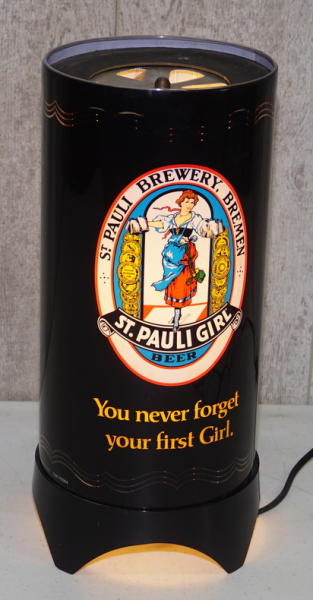 ST. PAULI BREWERY, BREMEN
ST. PAULI GIRL
BEER
You never forget
your first Girl.